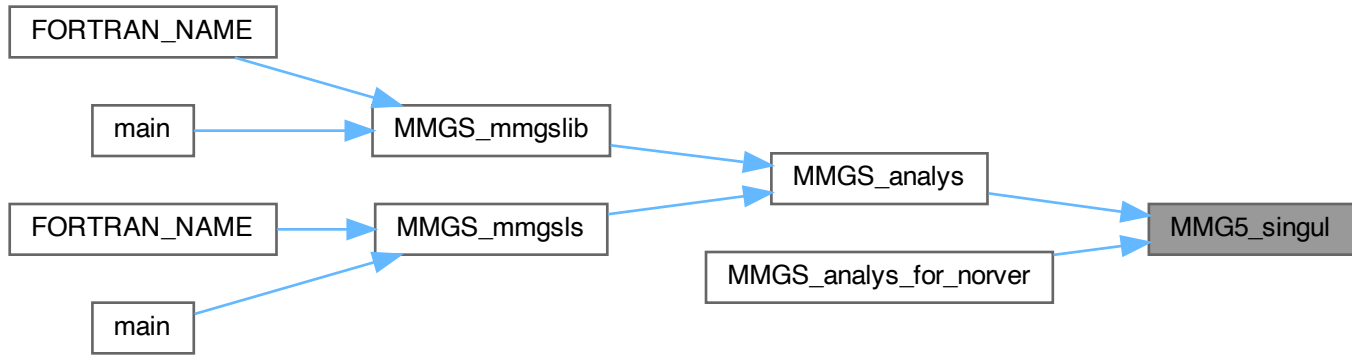 FORTRAN_NAME
main
MMGS_mmgslib
MMGS_analys
FORTRAN_NAME
MMGS_mmgsls
MMG5_singul
MMGS_analys_for_norver
main